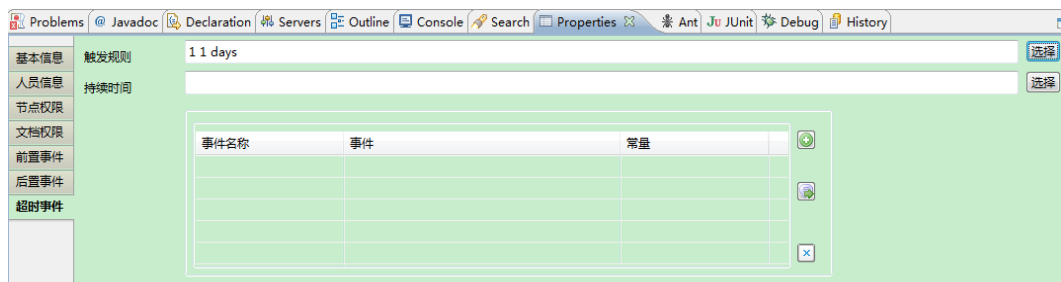 Problems @ Javadoc Declaration Servers Outline Console Search Properties Ant Ju JUnit Debug History
基本信息 触发规则 1 1 days 选择
人员信息 持续时间 选择
节点权限
文档权限
事件名称 事件 常量
前置事件
后置事件
超时事件